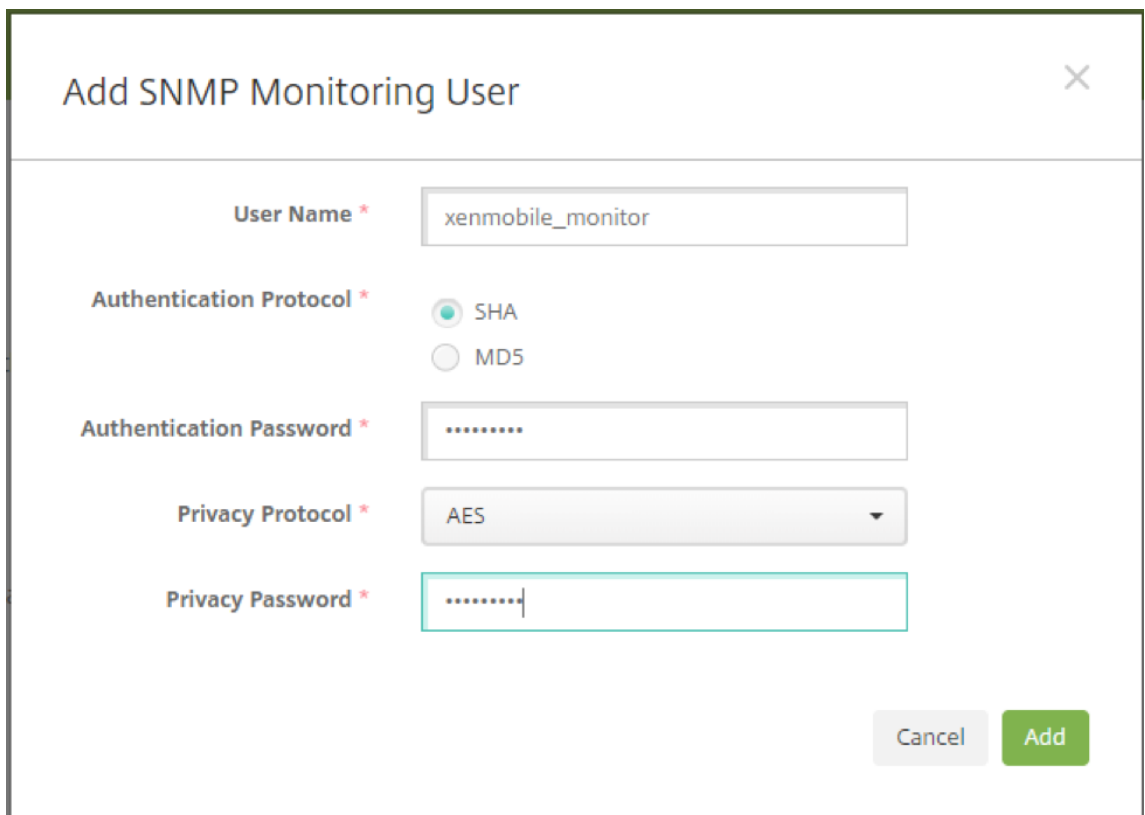 Add SNMP Monitoring User
User Name *
xenmobile_monitor
Authentication Protocol *
SHA
MD5
Authentication Password *
•••••••••
Privacy Protocol *
AES
Privacy Password *
•••••••••
Cancel
Add